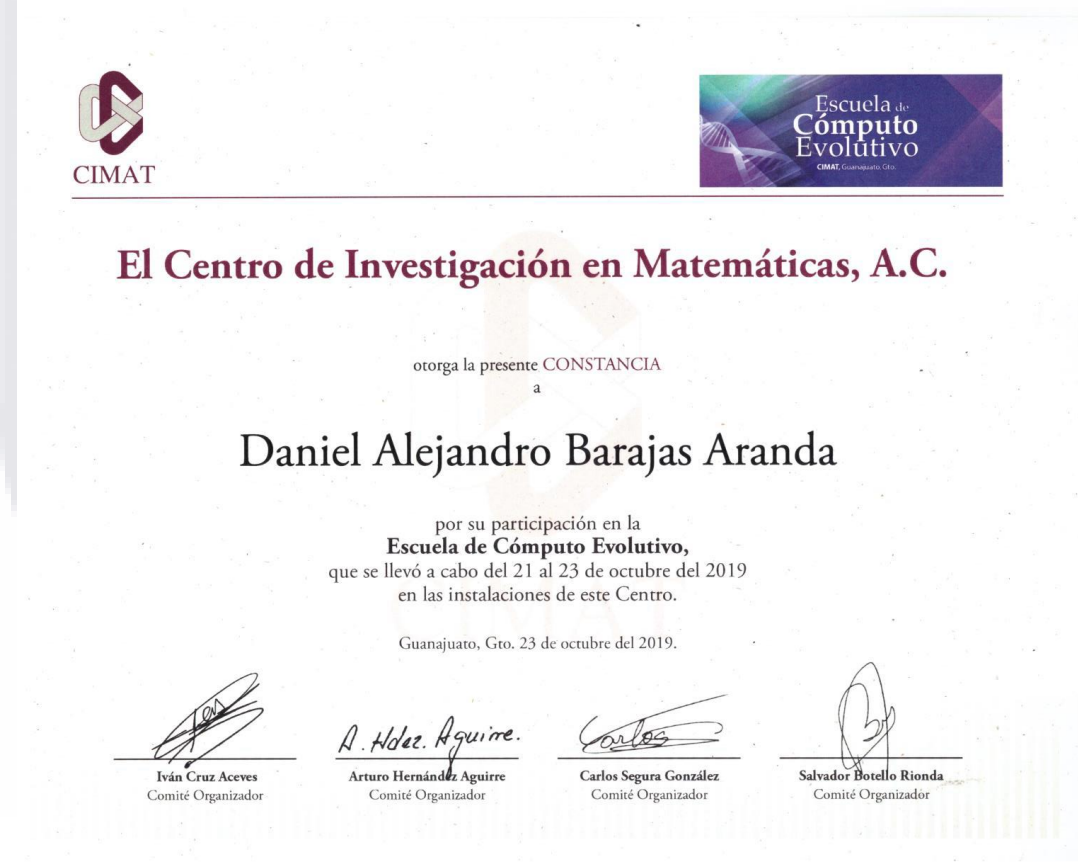 CIMAT
Escuela de
Cómputo
Evolutivo
CIMAT, Guanajuato, Gto.
El Centro de Investigación en Matemáticas, A.C.
otorga la presente CONSTANCIA
a
Daniel Alejandro Barajas Aranda
por su participación en la
Escuela de Cómputo Evolutivo,
que se llevó a cabo del 21 al 23 de octubre del 2019
en las instalaciones de este Centro.
CIMAT
Guanajuato, Gto. 23 de octubre del 2019.
A. Hdez. Aguirre.
Carlos
Iván Cruz Aceves
Comité Organizador
Arturo Hernández Aguirre
Comité Organizador
Carlos Segura González
Comité Organizador
Salvador Botello Rionda
Comité Organizador